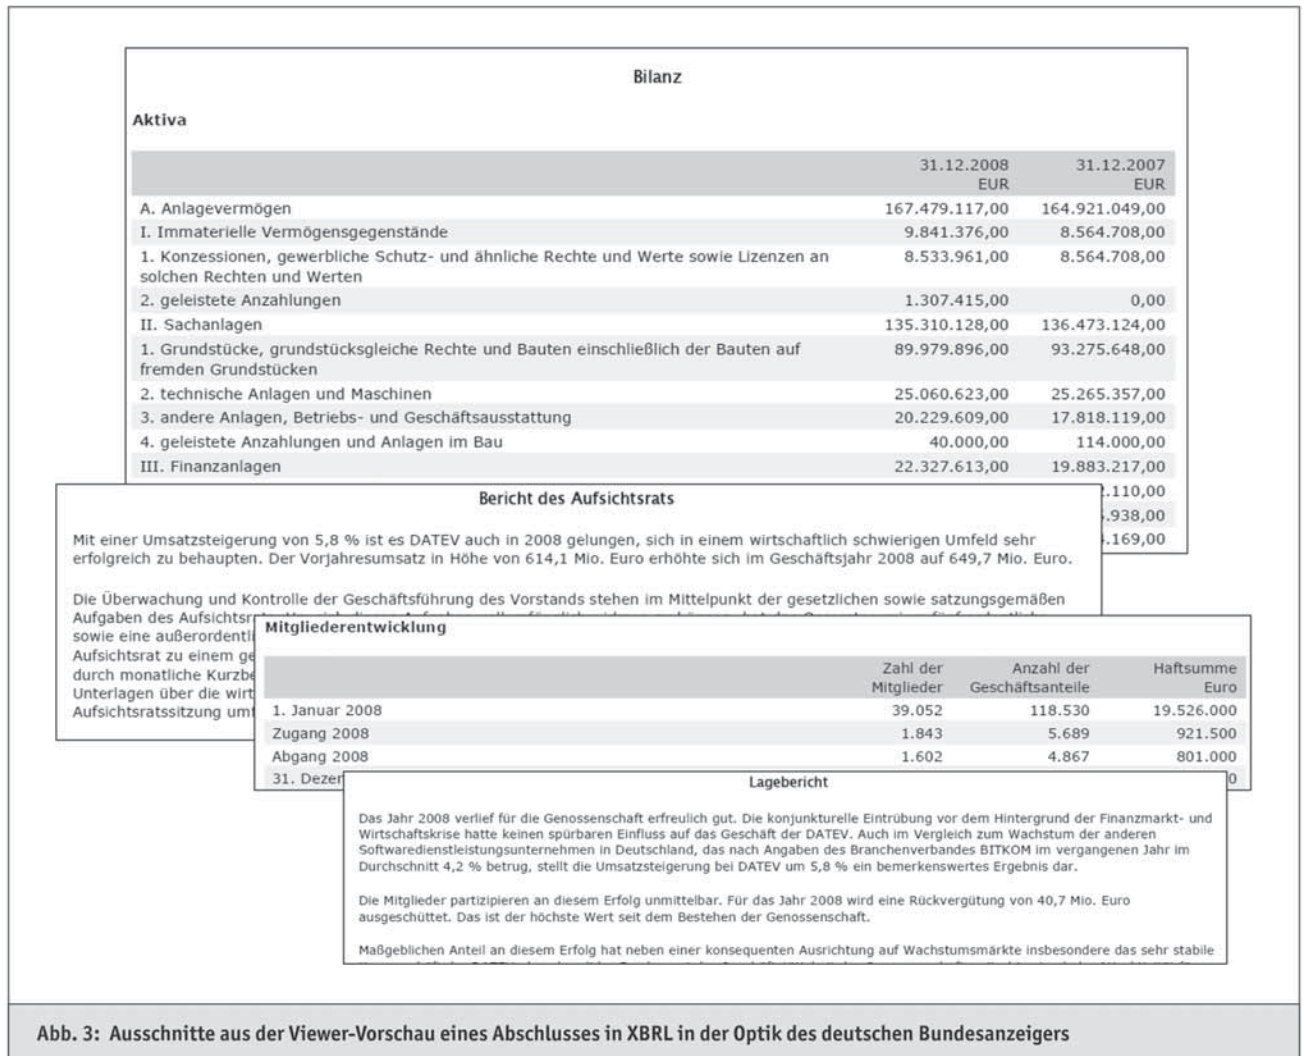 Bilanz
Aktiva
31.12.2008 31.12.2007
EUR EUR
A. Anlagevermögen 167.479.117,00 164.921.049,00
I. Immaterielle Vermögensgegenstände 9.841.376,00 8.564.708,00
1. Konzessionen, gewerbliche Schutz- und ähnliche Rechte und Werte sowie Lizenzen an 8.533.961,00 8.564.708,00
solchen Rechten und Werten
2. geleistete Anzahlungen 1.307.415,00 0,00
II. Sachanlagen 135.310.128,00 136.473.124,00
1. Grundstücke, grundstücksgleiche Rechte und Bauten einschließlich der Bauten auf 89.979.896,00 93.275.648,00
fremden Grundstücken
2. technische Anlagen und Maschinen 25.060.623,00 25.265.357,00
3. andere Anlagen, Betriebs- und Geschäftsausstattung 20.229.609,00 17.818.119,00
4. geleistete Anzahlungen und Anlagen im Bau 40.000,00 114.000,00
III. Finanzanlagen 22.327.613,00 19.883.217,00
.110,00
.938,00
.169,00
Bericht des Aufsichtsrats
Mit einer Umsatzsteigerung von 5,8 % ist es DATEV auch in 2008 gelungen, sich in einem wirtschaftlich schwierigen Umfeld sehr
erfolgreich zu behaupten. Der Vorjahresumsatz in Höhe von 614,1 Mio. Euro erhöhte sich im Geschäftsjahr 2008 auf 649,7 Mio. Euro.
Die Überwachung und Kontrolle der Geschäftsführung des Vorstands stehen im Mittelpunkt der gesetzlichen sowie satzungsgemäßen
Aufgaben des Aufsichtsr
sowie eine außerordentli
Aufsichtsrat zu einem ge
durch monatliche Kurzbe
Unterlagen über die wirt
Aufsichtsratssitzung um
Mitgliederentwicklung
Zahl der Anzahl der Haftsumme
Mitglieder Geschäftsanteile Euro
1. Januar 2008 39.052 118.530 19.526.000
Zugang 2008 1.843 5.689 921.500
Abgang 2008 1.602 4.867 801.000
31. Dezer 0
Lagebericht
Das Jahr 2008 verlief für die Genossenschaft erfreulich gut. Die konjunkturelle Eintrübung vor dem Hintergrund der Finanzmarkt- und
Wirtschaftskrise hatte keinen spürbaren Einfluss auf das Geschäft der DATEV. Auch im Vergleich zum Wachstum der anderen
Softwaredienstleistungsunternehmen in Deutschland, das nach Angaben des Branchenverbandes BITKOM im vergangenen Jahr im
Durchschnitt 4,2 % betrug, stellt die Umsatzsteigerung bei DATEV um 5,8 % ein bemerkenswertes Ergebnis dar.
Die Mitglieder partizipieren an diesem Erfolg unmittelbar. Für das Jahr 2008 wird eine Rückvergütung von 40,7 Mio. Euro
ausgeschüttet. Das ist der höchste Wert seit dem Bestehen der Genossenschaft.
Maßgeblichen Anteil an diesem Erfolg hat neben einer konsequenten Ausrichtung auf Wachstumsmärkte insbesondere das sehr stabile
Abb. 3: Ausschnitte aus der Viewer-Vorschau eines Abschlusses in XBRL in der Optik des deutschen Bundesanzeigers